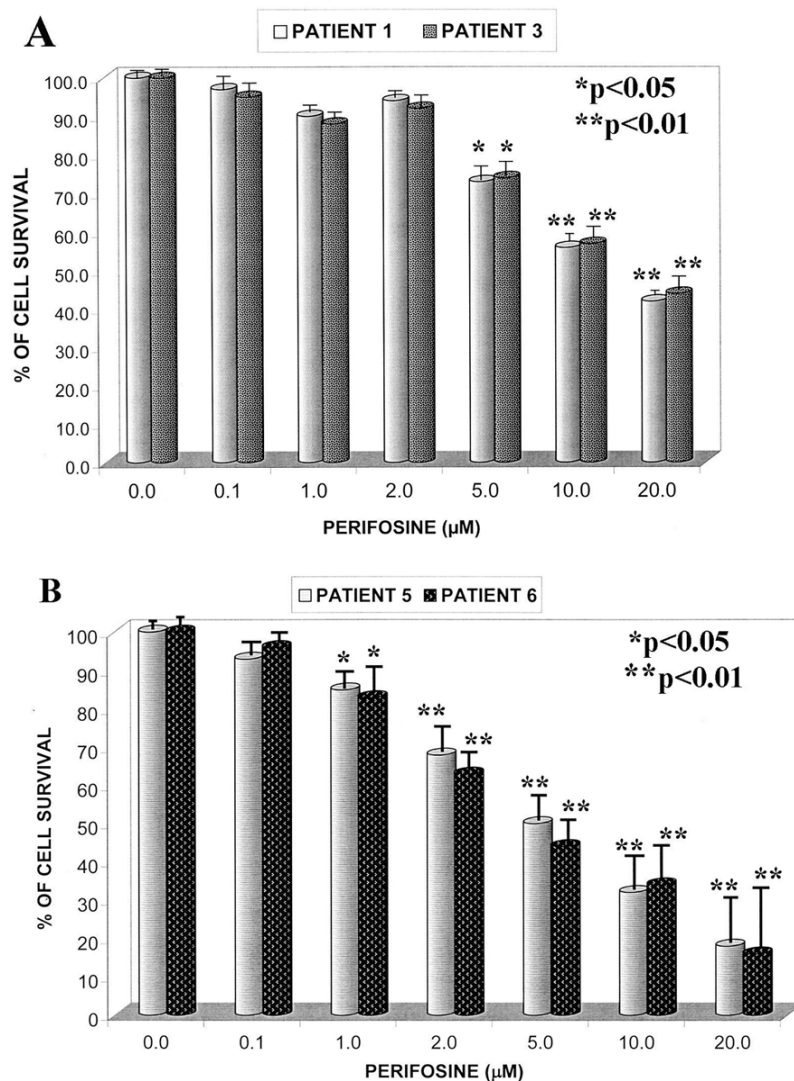 A
PATIENT 1 PATIENT 3
*p<0.05
**p<0.01
100.0
90.0
80.0
70.0
60.0
50.0
40.0
30.0
20.0
10.0
0.0
% OF CELL SURVIVAL
* *
** **
** **
0.0 0.1 1.0 2.0 5.0 10.0 20.0
PERIFOSINE (µM)
B
PATIENT 5 PATIENT 6
*p<0.05
**p<0.01
100
90
80
70
60
50
40
30
20
10
0
% OF CELL SURVIVAL
* *
** **
** **
** **
** **
0.0 0.1 1.0 2.0 5.0 10.0 20.0
PERIFOSINE (µM)